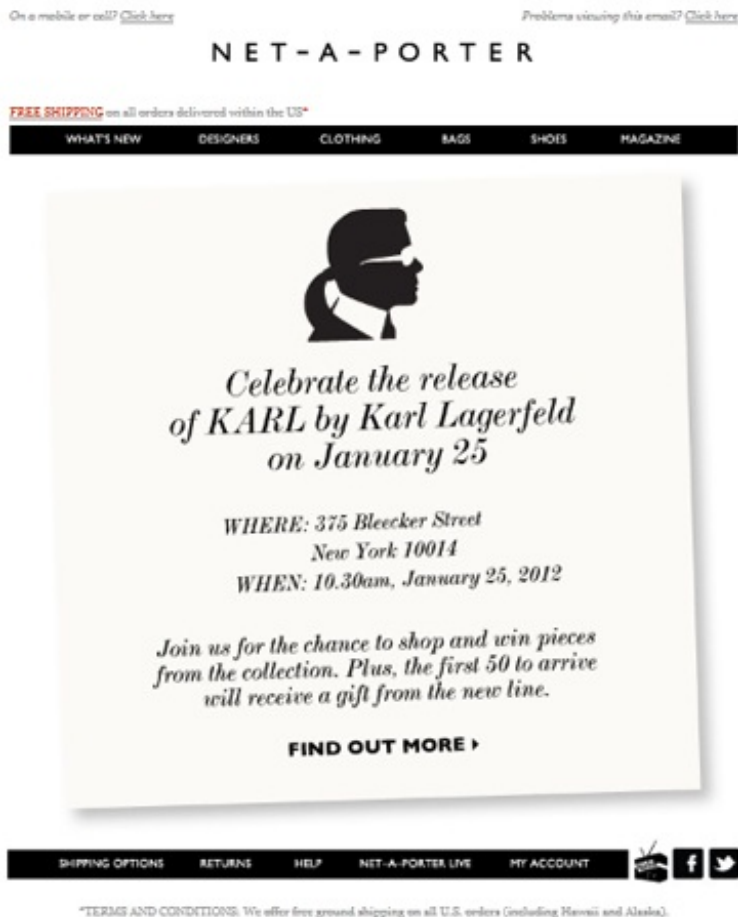 On a mobile or cell? Click here
Problems viewing this email? Click here
NET-A-PORTER
FREE SHIPPING on all orders delivered within the US*
WHAT'S NEW DESIGNERS CLOTHING BAGS SHOES MAGAZINE
Celebrate the release
of KARL by Karl Lagerfeld
on January 25
WHERE: 375 Bleecker Street
New York 10014
WHEN: 10.30am, January 25, 2012
Join us for the chance to shop and win pieces
from the collection. Plus, the first 50 to arrive
will receive a gift from the new line.
FIND OUT MORE
SHIPPING OPTIONS RETURNS HELP NET-A-PORTER LIVE MY ACCOUNT
f
*TERMS AND CONDITIONS: We offer free ground shipping on all U.S. orders (including Hawaii and Alaska).